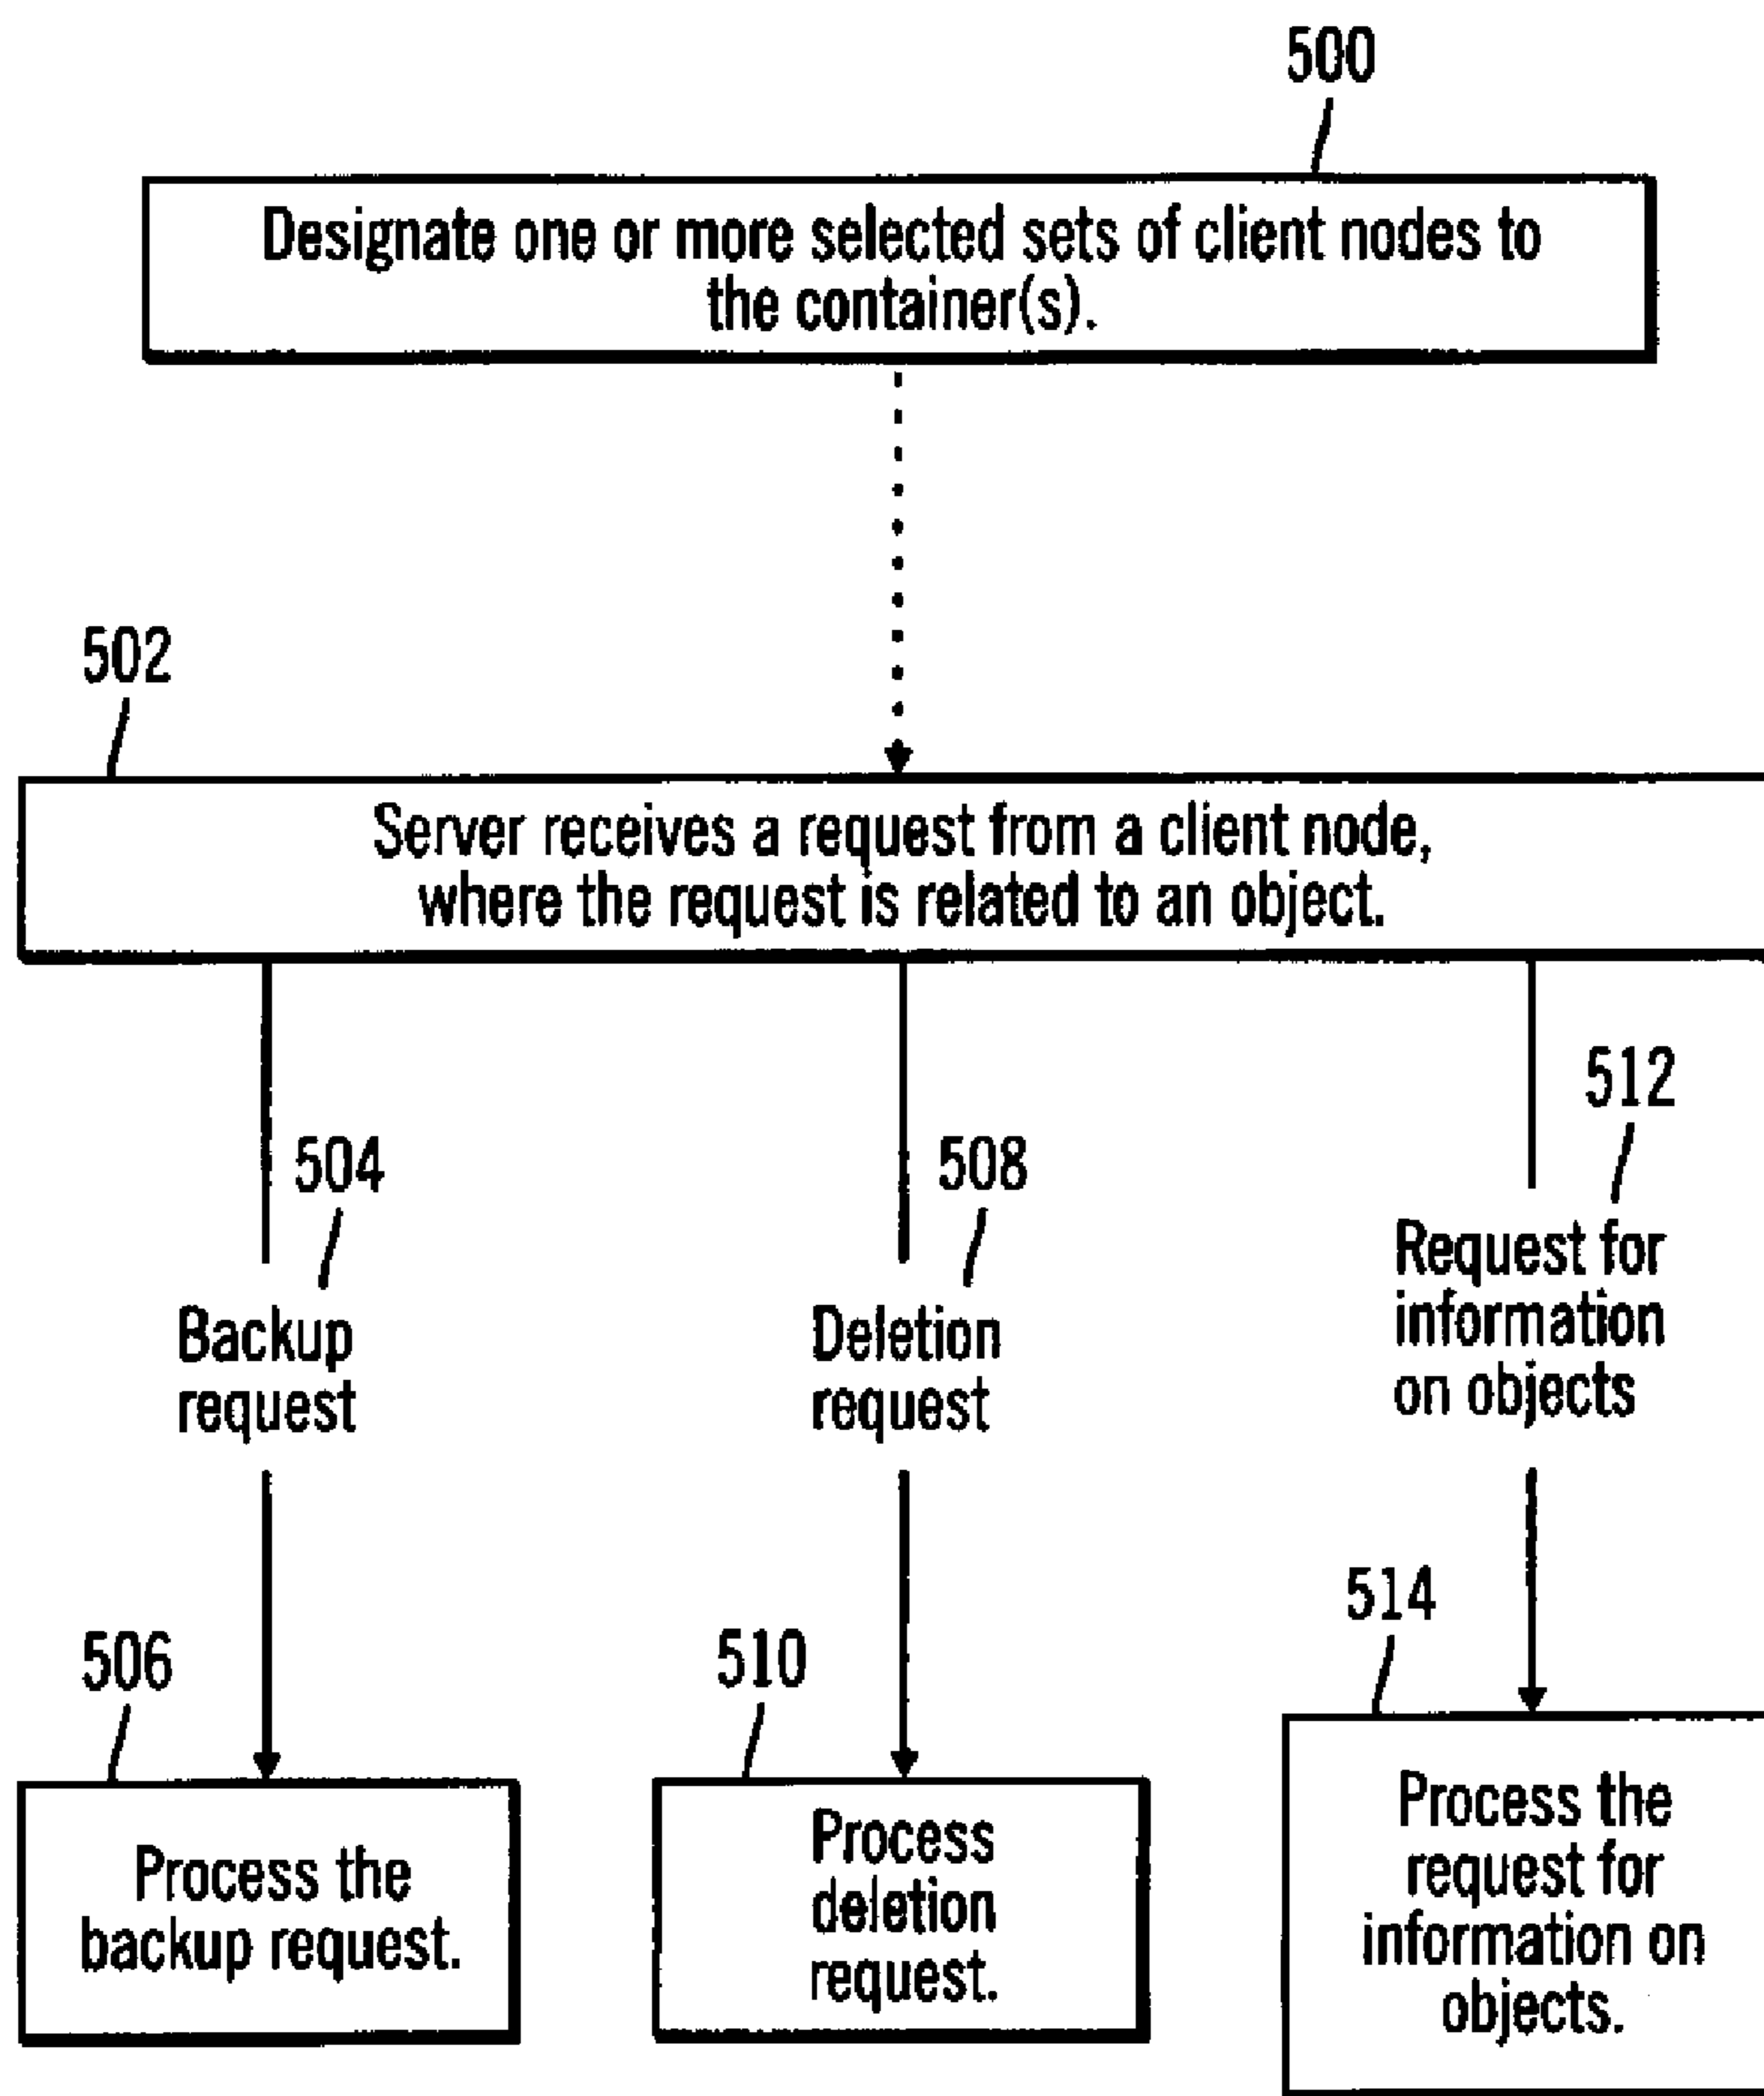 500
Designate one or more selected sets of client nodes to
the container(s).
502
Server receives a request from a client node,
where the request is related to an object.
504
Backup
request
508
Deletion
request
512
Request for
information
on objects
506
Process the
backup request.
510
Process
deletion
request.
514
Process the
request for
information on
objects.